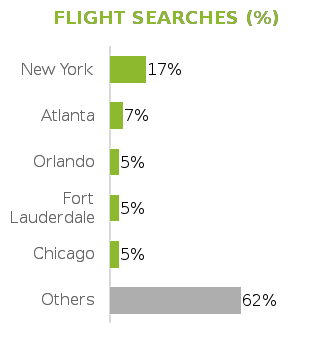 FLIGHT SEARCHES (%)
New York 17%
Atlanta 7%
Orlando 5%
Fort
Lauderdale 5%
Chicago 5%
Others 62%